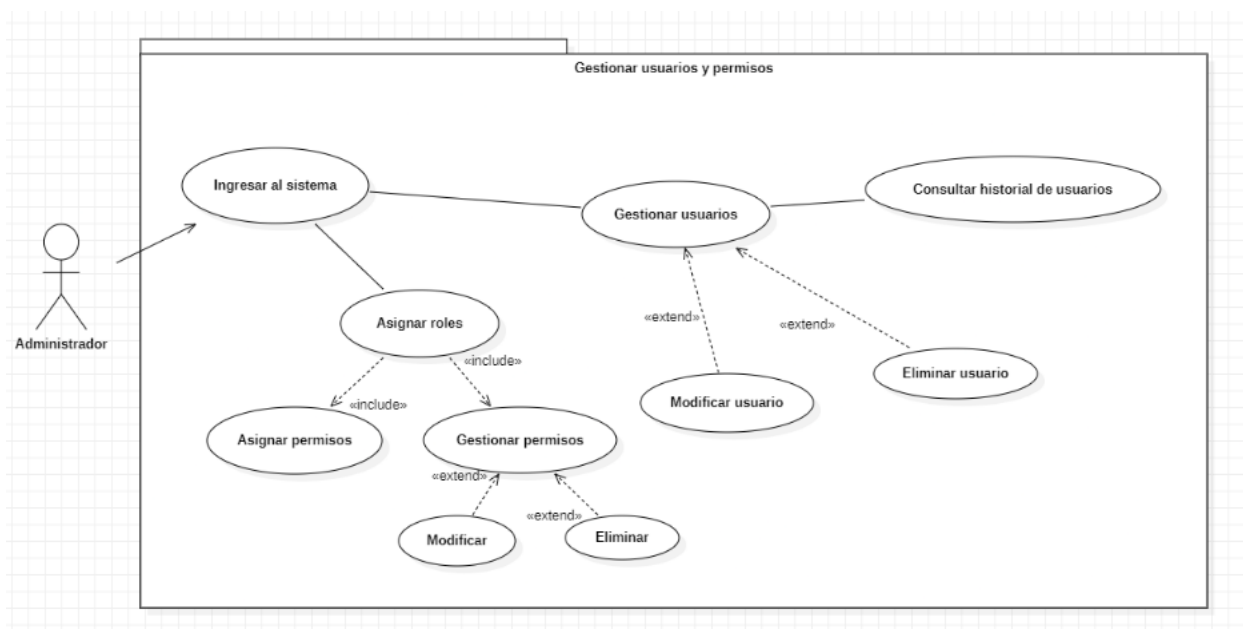 Gestionar usuarios y permisos
Ingresar al sistema
Consultar historial de usuarios
Gestionar usuarios
Administrador
Asignar roles
«extend»
«extend»
«include»
Eliminar usuario
«include»
Modificar usuario
Asignar permisos
Gestionar permisos
«extend»
«extend»
Modificar
Eliminar